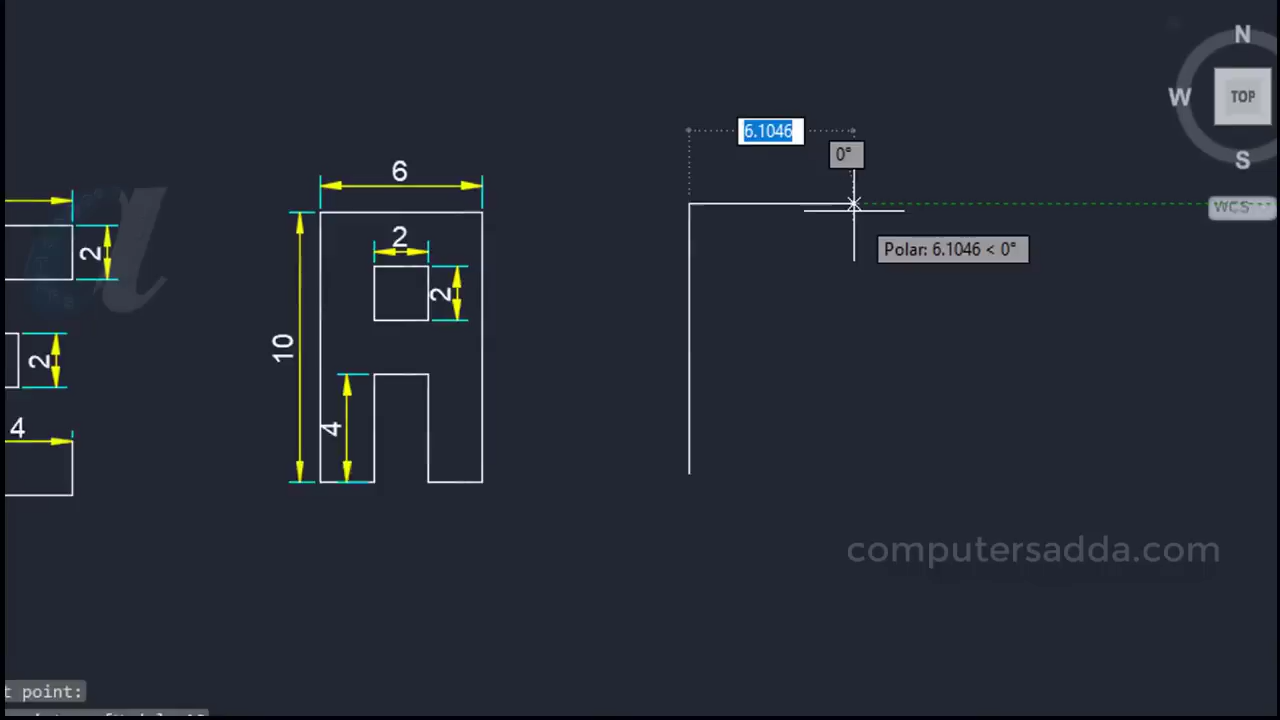 N
W
TOP
S
WCS
6.1046
0°
Polar: 6.1046 < 0°
6
2
2
2
10
2
4
4
computersadda.com
t point: